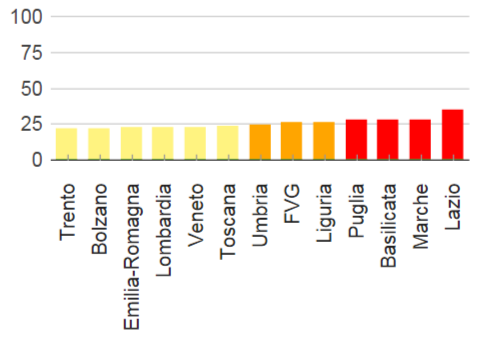 100
75
50
25
0
Trento
Bolzano
Emilia-Romagna
Lombardia
Veneto
Toscana
Umbria
FVG
Liguria
Puglia
Basilicata
Marche
Lazio